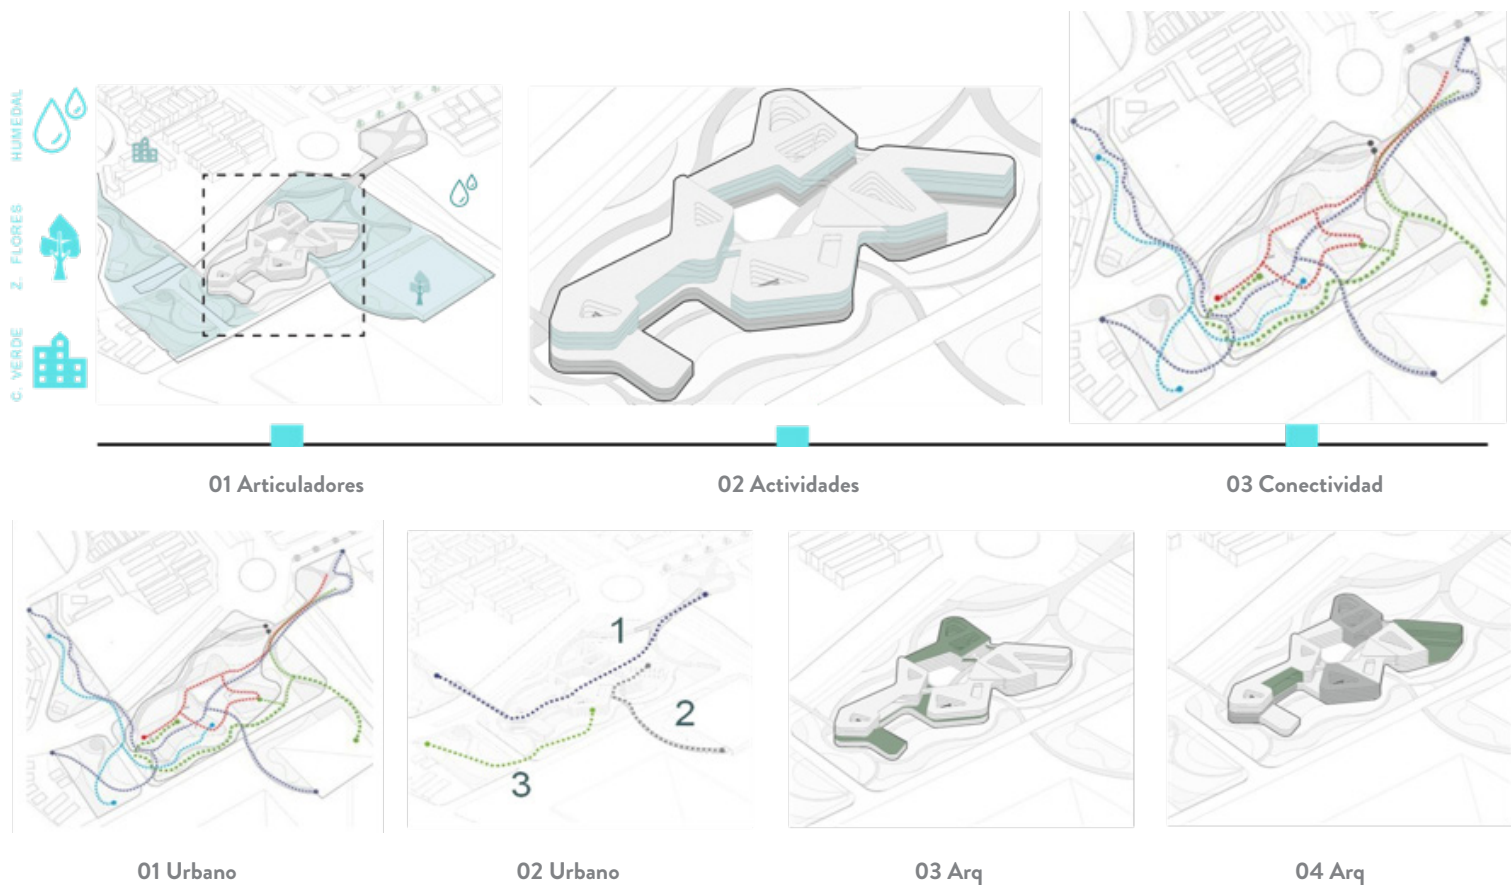 HUMEDAL
Z. FLORES
C. VERDE
01 Articuladores
02 Actividades
03 Conectividad
1
2
3
01 Urbano
02 Urbano
03 Arq
04 Arq